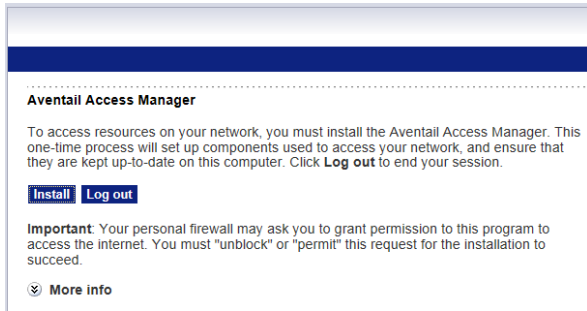 Aventail Access Manager
To access resources on your network, you must install the Aventail Access Manager. This
one-time process will set up components used to access your network, and ensure that
they are kept up-to-date on this computer. Click Log out to end your session.
Install Log out
Important: Your personal firewall may ask you to grant permission to this program to
access the internet. You must "unblock" or "permit" this request for the installation to
succeed.
More info